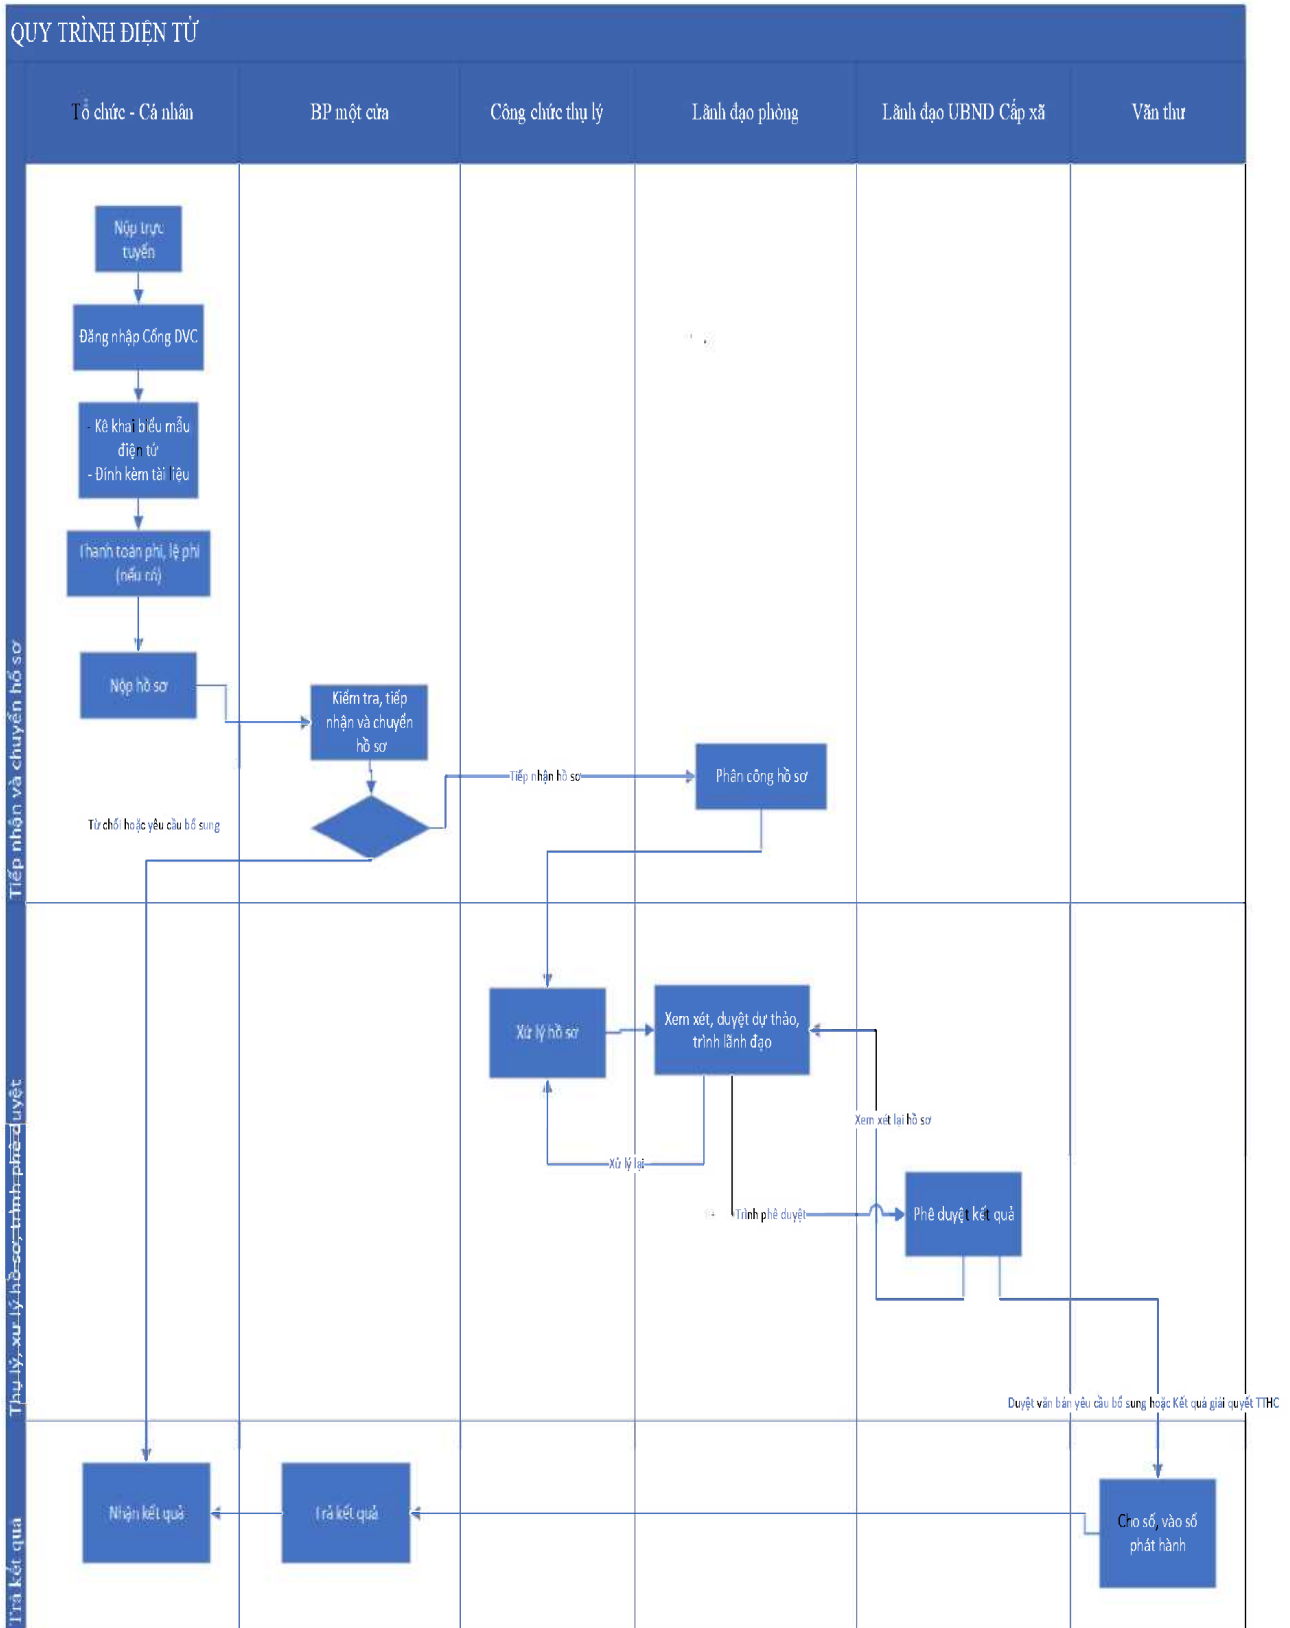 QUY TRÌNH ĐIỆN TỬ
Tổ chức - Cá nhân
BP một cửa
Công chức thụ lý
Lãnh đạo phòng
Lãnh đạo UBND Cấp xã
Văn thư
Tiếp nhận và chuyển hồ sơ
Nộp trực
tuyến
Đăng nhập Cổng DVC
- Kê khai biểu mẫu
điện tử
- Đính kèm tài liệu
Thanh toán phí, lệ phí
(nếu có)
Nộp hồ sơ
Kiểm tra, tiếp
nhận và chuyển
hồ sơ
Tiếp nhận hồ sơ
Phân công hồ sơ
Từ chối hoặc yêu cầu bổ sung
Thụ lý, xử lý hồ sơ, trình phê duyệt
Xử lý hồ sơ
Xem xét, duyệt dự thảo,
trình lãnh đạo
Xem xét lại hồ sơ
Xử lý lại
Trình phê duyệt
Phê duyệt kết quả
Duyệt văn bản yêu cầu bổ sung hoặc Kết quả giải quyết TTHC
Trả kết quả
Nhận kết quả
Trả kết quả
Cho số, vào số
phát hành